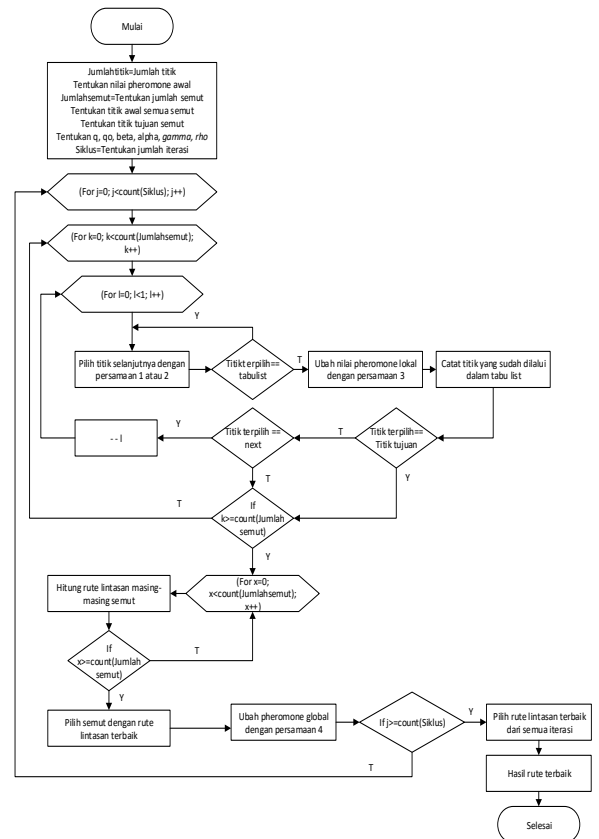 Mulai
Jumlahtitik=Jumlah titik
Tentukan nilai pheromone awal
Jumlahsemut=Tentukan jumlah semut
Tentukan titik awal semua semut
Tentukan titik tujuan semut
Tentukan q, qo, beta, alpha, gamma, rho
Siklus=Tentukan jumlah iterasi
(For j=0; j<count(Siklus); j++)
(For k=0; k<count(Jumlahsemut);
k++)
(For l=0; l<1; l++)
Y
Pilih titik selanjutnya dengan
persamaan 1 atau 2
Titikt terpilih==
tabulist
T
Ubah nilai pheromone lokal
dengan persamaan 3
Catat titik yang sudah dilalui
dalam tabu list
- - l
Y
Titik terpilih ==
next
T
Titik terpilih==
Titik tujuan
T
Y
If
k>=count(Jumlah
semut)
T
Y
(For x=0;
x<count(Jumlahsemut);
x++)
Hitung rute lintasan masing-
masing semut
If
x>=count(Jumlah
semut)
T
Y
Pilih semut dengan rute
lintasan terbaik
Ubah pheromone global
dengan persamaan 4
If j>=count(Siklus)
Y
T
Pilih rute lintasan terbaik
dari semua iterasi
Hasil rute terbaik
Selesai